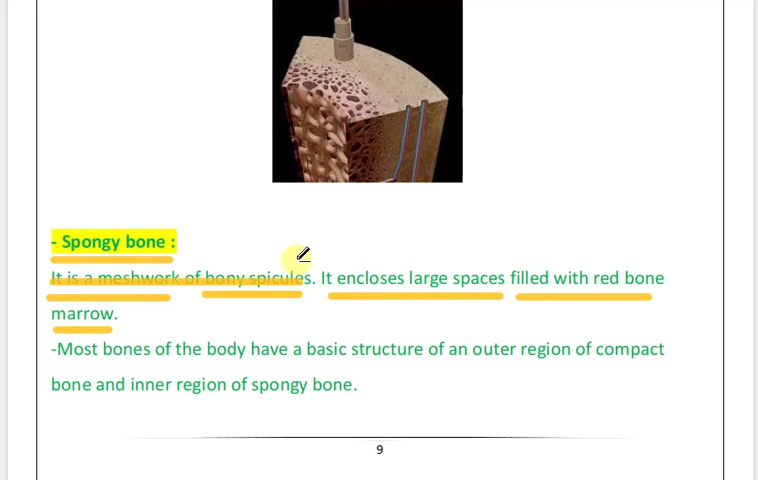 - Spongy bone :
It is a meshwork of bony spicules. It encloses large spaces filled with red bone
marrow.
-Most bones of the body have a basic structure of an outer region of compact
bone and inner region of spongy bone.
9